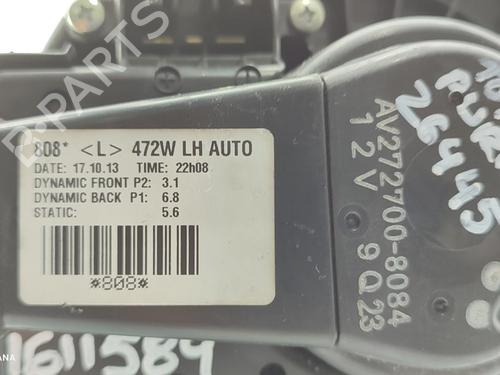 808* <L> 472W LH AUTO
DATE: 17.10.13 TIME: 22h08
DYNAMIC FRONT P2: 3.1
DYNAMIC BACK P1: 6.8
STATIC: 5.6
*808*
AV272700-8084
12V 9Q23
26445
1611584